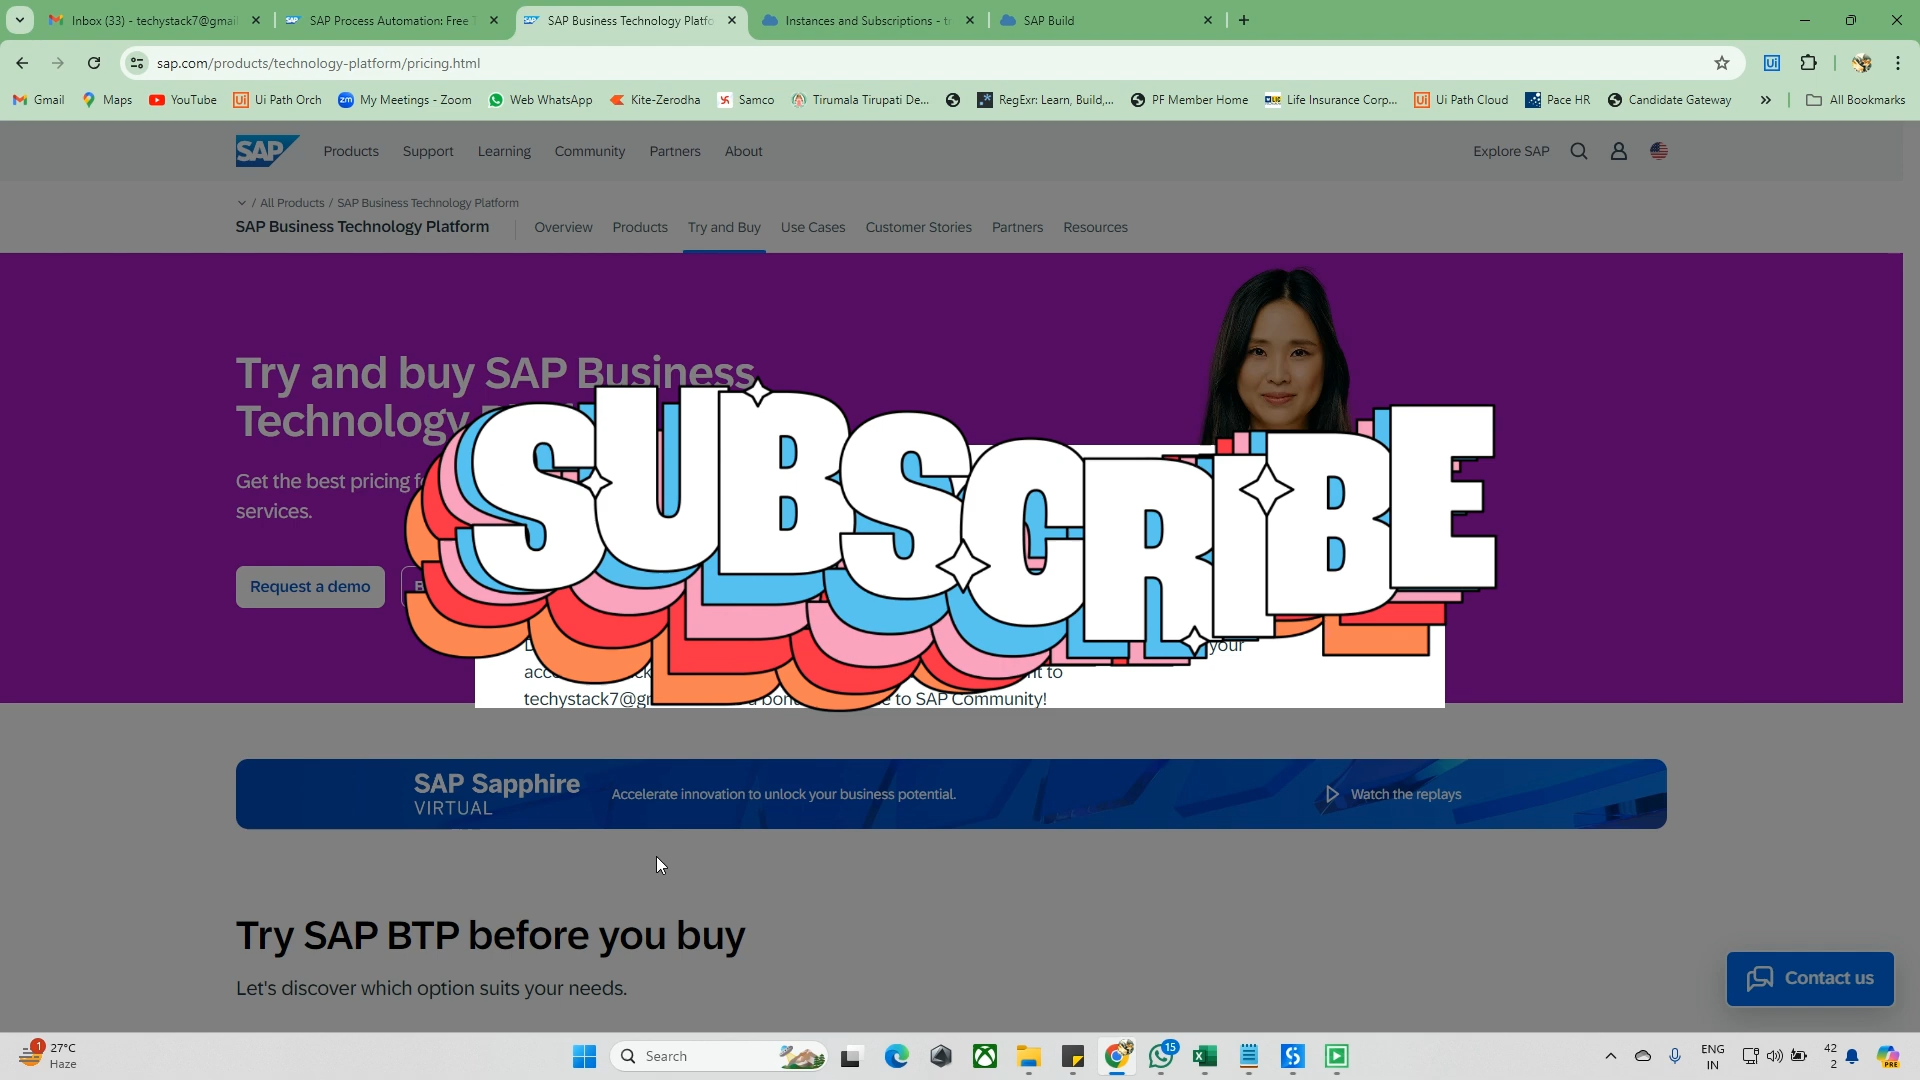 Inbox (33) - techystack7@gmai
SAP Process Automation: Free T
SAP Business Technology Platfo
Instances and Subscriptions - tr
SAP Build
sap.com/products/technology-platform/pricing.html
Gmail
Maps
YouTube
Ui Path Orch
My Meetings - Zoom
Web WhatsApp
Kite-Zerodha
Samco
Tirumala Tirupati De...
RegExr: Learn, Build,...
PF Member Home
Life Insurance Corp...
Ui Path Cloud
Pace HR
Candidate Gateway
All Bookmarks
SAP
Products
Support
Learning
Community
Partners
About
Explore SAP
/ All Products / SAP Business Technology Platform
SAP Business Technology Platform
Overview
Products
Try and Buy
Use Cases
Customer Stories
Partners
Resources
Try and buy SAP Business
Technology
Get the best pricing
services.
Request a demo
SUBSCRIBE
your
to
techystack7@g
to SAP Community!
SAP Sapphire
VIRTUAL
Accelerate innovation to unlock your business potential.
Watch the replays
Try SAP BTP before you buy
Let's discover which option suits your needs.
Contact us
1
27°C
Haze
Search
15
ENG
IN
42
2
PRE